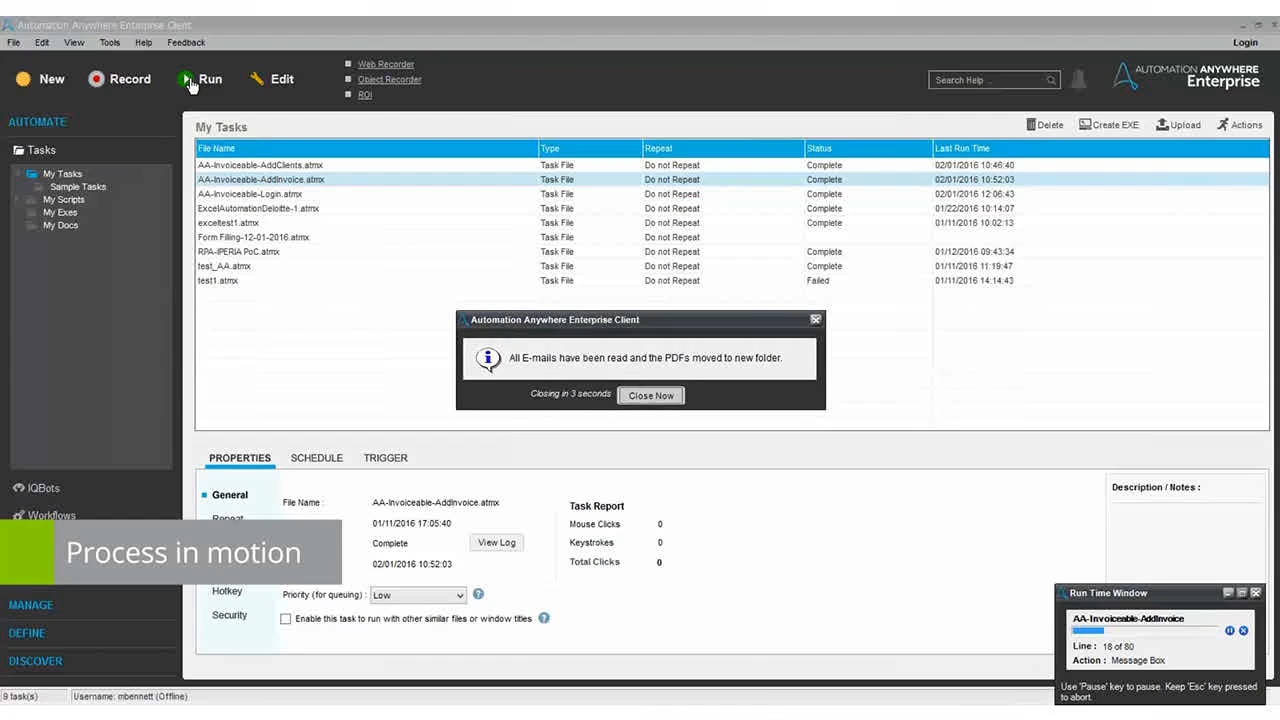 Automation Anywhere Enterprise Client
File Edit View Tools Help Feedback Login
New Record Run Edit
Web Recorder
Object Recorder
ROI
Search Help ...
AUTOMATION ANYWHERE
Enterprise
AUTOMATE
Tasks
My Tasks
Sample Tasks
My Scripts
My Exes
My Docs
IQBots
Workflows
MANAGE
DEFINE
DISCOVER
My Tasks Delete Create EXE Upload Actions
File Name Type Repeat Status Last Run Time
AA-Invoiceable-AddClients.atmx Task File Do not Repeat Complete 02/01/2016 10:46:40
AA-Invoiceable-AddInvoice.atmx Task File Do not Repeat Complete 02/01/2016 10:52:03
AA-Invoiceable-Login.atmx Task File Do not Repeat Complete 02/01/2016 12:06:43
ExcelAutomationDeloitte-1.atmx Task File Do not Repeat Complete 01/22/2016 10:14:07
exceltest1.atmx Task File Do not Repeat Complete 01/11/2016 10:02:13
Form Filling-12-01-2016.atmx Task File Do not Repeat
RPA-IPERIA PoC.atmx Task File Do not Repeat Complete 01/12/2016 09:43:34
test_AA.atmx Task File Do not Repeat Complete 01/11/2016 11:19:47
test1.atmx Task File Do not Repeat Failed 01/11/2016 14:14:43
Automation Anywhere Enterprise Client
All E-mails have been read and the PDFs moved to new folder.
Closing in 3 seconds Close Now
PROPERTIES SCHEDULE TRIGGER
General
Repeat
Hotkey
Security
File Name : AA-Invoiceable-AddInvoice.atmx
01/11/2016 17:05:40
Complete View Log
02/01/2016 10:52:03
Priority (for queuing) : Low
Enable this task to run with other similar files or window titles
Task Report
Mouse Clicks 0
Keystrokes 0
Total Clicks 0
Description / Notes :
Process in motion
Run Time Window
AA-Invoiceable-AddInvoice
Line : 18 of 80
Action : Message Box
Use 'Pause' key to pause. Keep 'Esc' key pressed
to abort.
9 task(s) Username: mbennett (Offline)